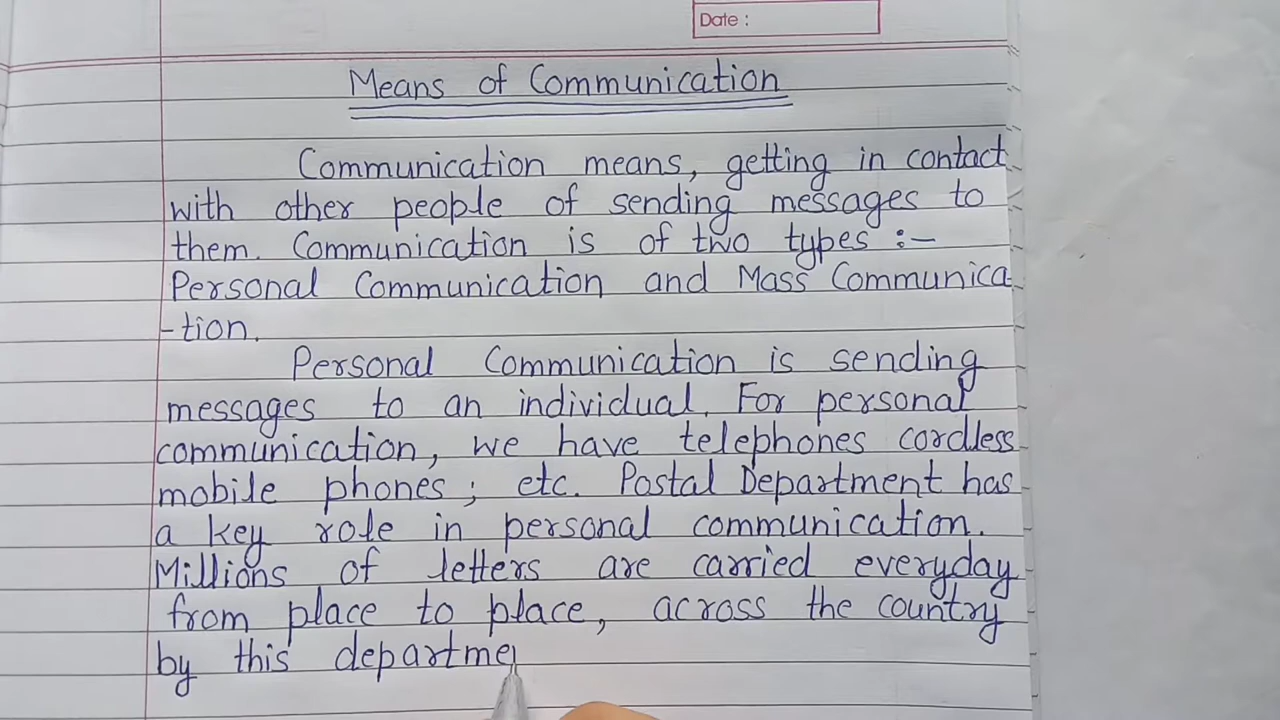 Date :
Means of Communication
Communication means, getting in contact
with other people of sending messages to
them. Communication is of two types :-
Personal Communication and Mass Communica
-tion.
Personal Communication is sending
messages to an individual. For personal
communication, we have telephones cordless
mobile phones ; etc. Postal Department has
a key role in personal communication.
Millions of letters are carried everyday
from place to place, across the country
by this departme